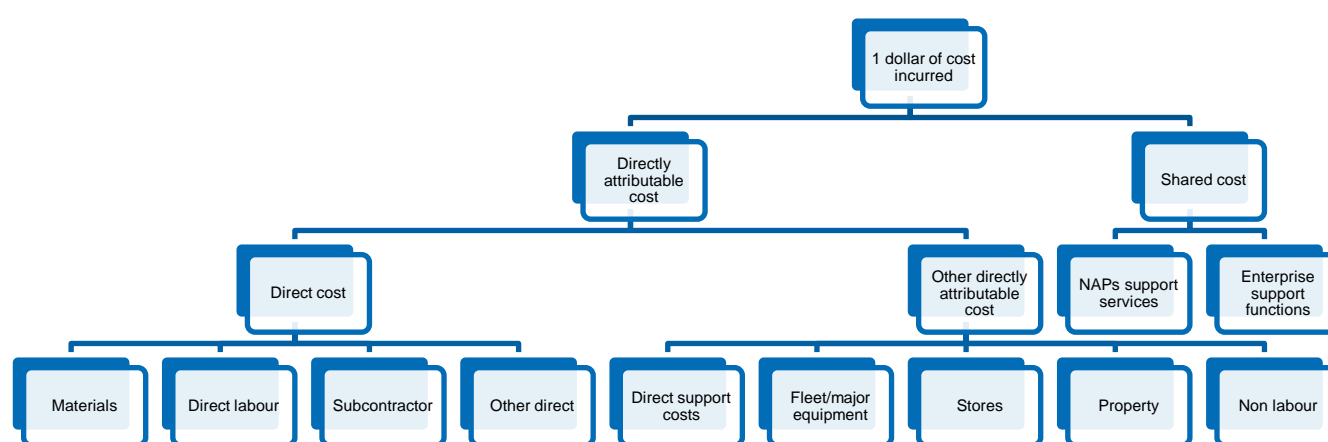 1 dollar of cost
incurred
Directly
attributable
cost
Shared cost
Direct cost
Other directly
attributable
cost
NAPs support
services
Enterprise
support
functions
Materials
Direct labour
Subcontractor
Other direct
Direct support
costs
Fleet/major
equipment
Stores
Property
Non labour